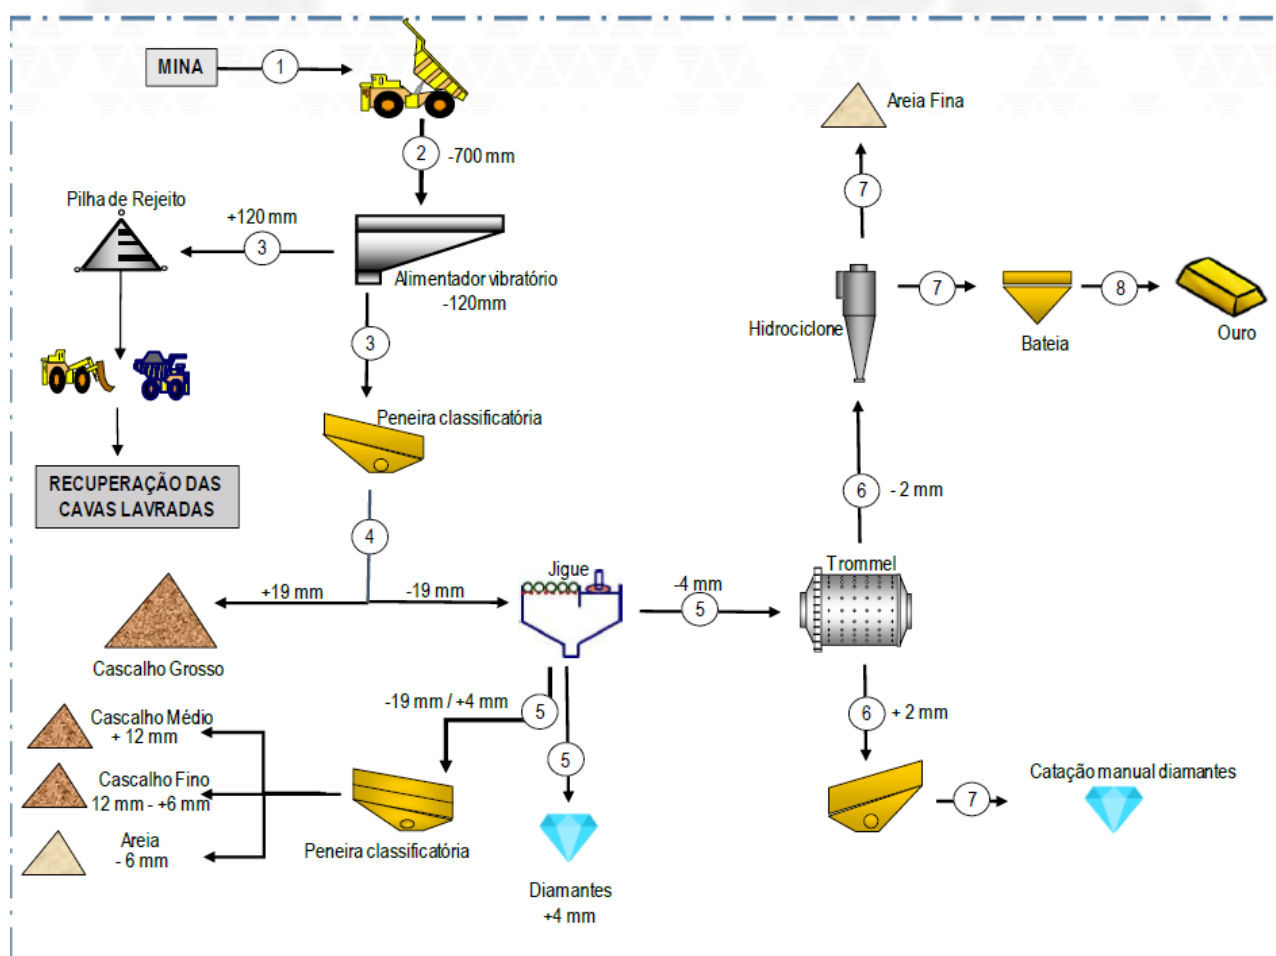 MINA
1
2
-700 mm
Pilha de Rejeito
+120 mm
3
Alimentador vibratório
-120mm
3
Peneira classificatória
RECUPERAÇÃO DAS
CAVAS LAVRADAS
4
+19 mm
-19 mm
Cascalho Grosso
Jigue
-4 mm
5
Trommel
6
- 2 mm
Hidrociclone
7
Areia Fina
7
Bateia
8
Ouro
6
+ 2 mm
7
Catação manual diamantes
-19 mm / +4 mm
5
5
Diamantes
+4 mm
Peneira classificatória
Cascalho Médio
+ 12 mm
Cascalho Fino
12 mm - +6 mm
Areia
- 6 mm